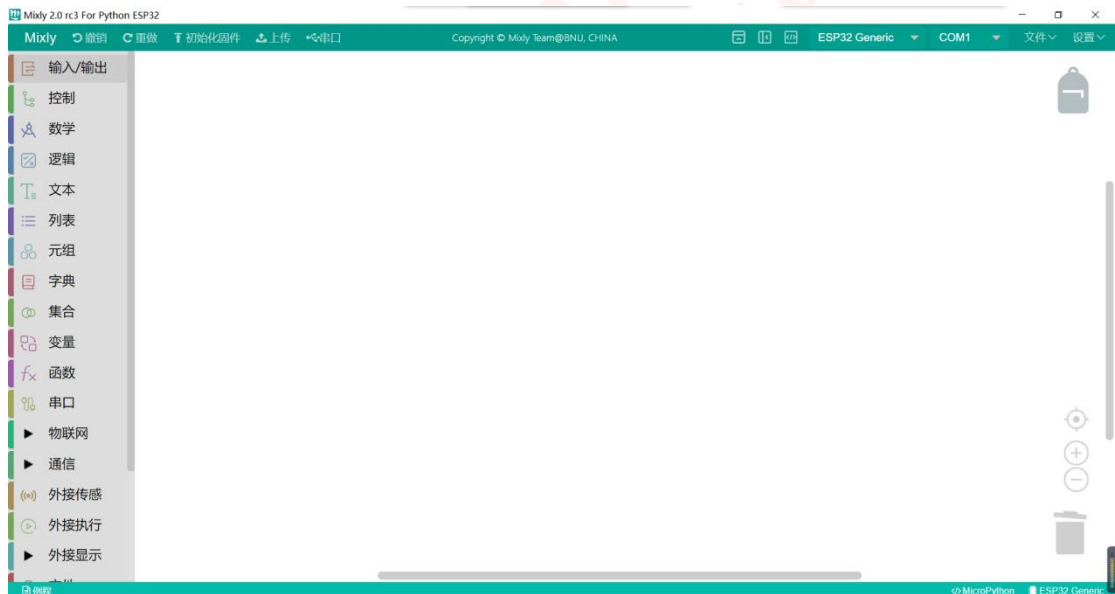 Mixly 2.0 rc3 For Python ESP32
Mixly 撤销 重做 初始化固件 上传 串口 Copyright © Mixly Team@BNU, CHINA ESP32 Generic COM1 文件 设置
输入/输出
控制
数学
逻辑
文本
列表
元组
字典
集合
变量
函数
串口
物联网
通信
外接传感
外接执行
外接显示
例程 MicroPython ESP32 Generic